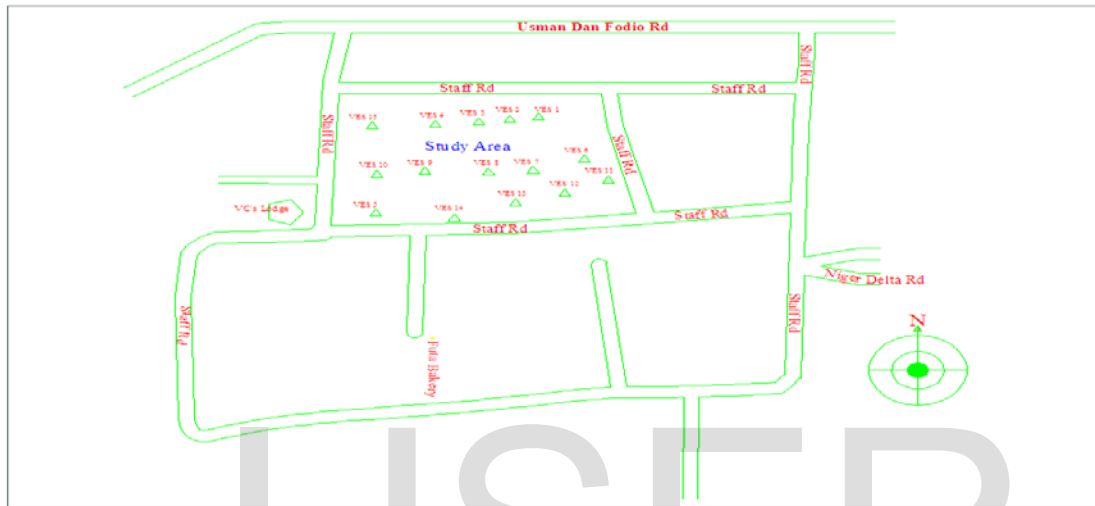 Usman Dan Fodio Rd
Staff Rd
Staff Rd
Staff Rd
Staff Rd
VES 15
VES 4
VES 3
VES 2
VES 1
Study Area
Staff Rd
VES 6
VES 10
VES 9
VES 8
VES 7
VES 11
VES 12
VES 13
VES 5
VES 14
VC's Lodge
Staff Rd
Staff Rd
Niger Delta Rd
Staff Rd
Staff Rd
Futa Bakery
N
IJSER